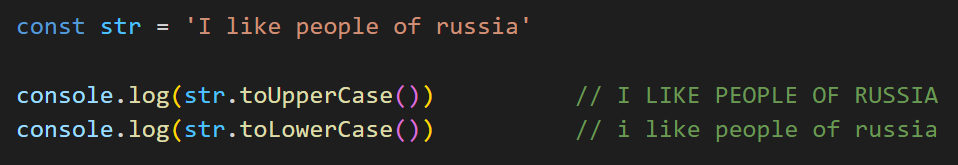 const str = 'I like people of russia'
console.log(str.toUpperCase()) // I LIKE PEOPLE OF RUSSIA
console.log(str.toLowerCase()) // i like people of russia